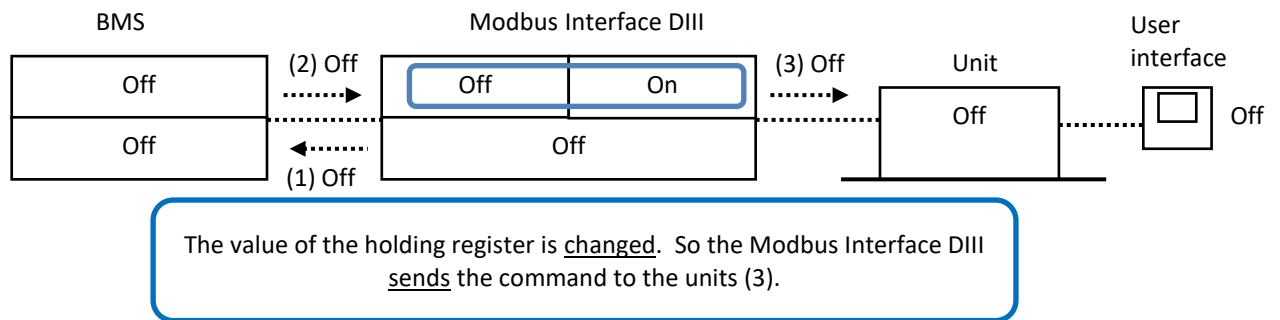 BMS
Modbus Interface DIII
User
interface
Off
(2) Off
Off
On
(3) Off
Unit
Off
Off
Off
(1) Off
Off
The value of the holding register is changed. So the Modbus Interface DIII
sends the command to the units (3).